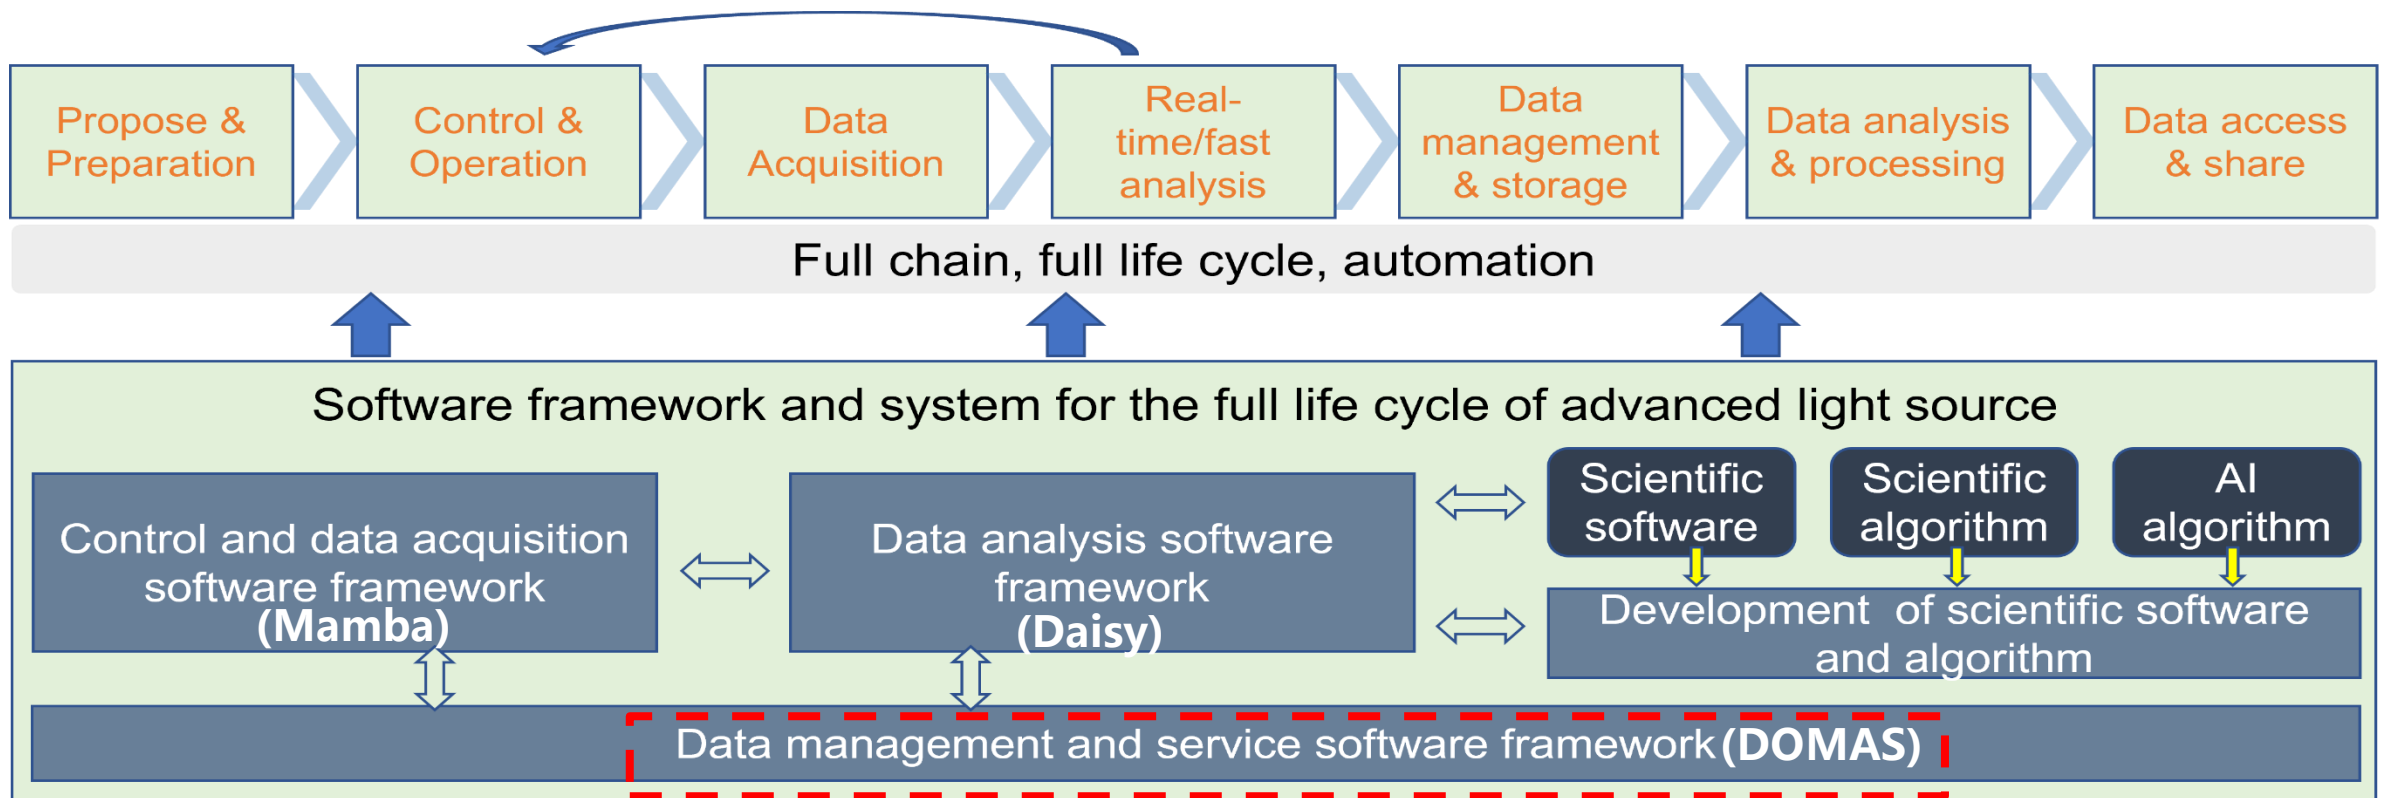 Propose &
Preparation
Control &
Operation
Data
Acquisition
Real-
time/fast
analysis
Data
management
& storage
Data analysis
& processing
Data access
& share
Full chain, full life cycle, automation
Software framework and system for the full life cycle of advanced light source
Control and data acquisition
software framework
(Mamba)
Data analysis software
framework
(Daisy)
Scientific
software
Scientific
algorithm
AI
algorithm
Development of scientific software
and algorithm
Data management and service software framework(DOMAS)